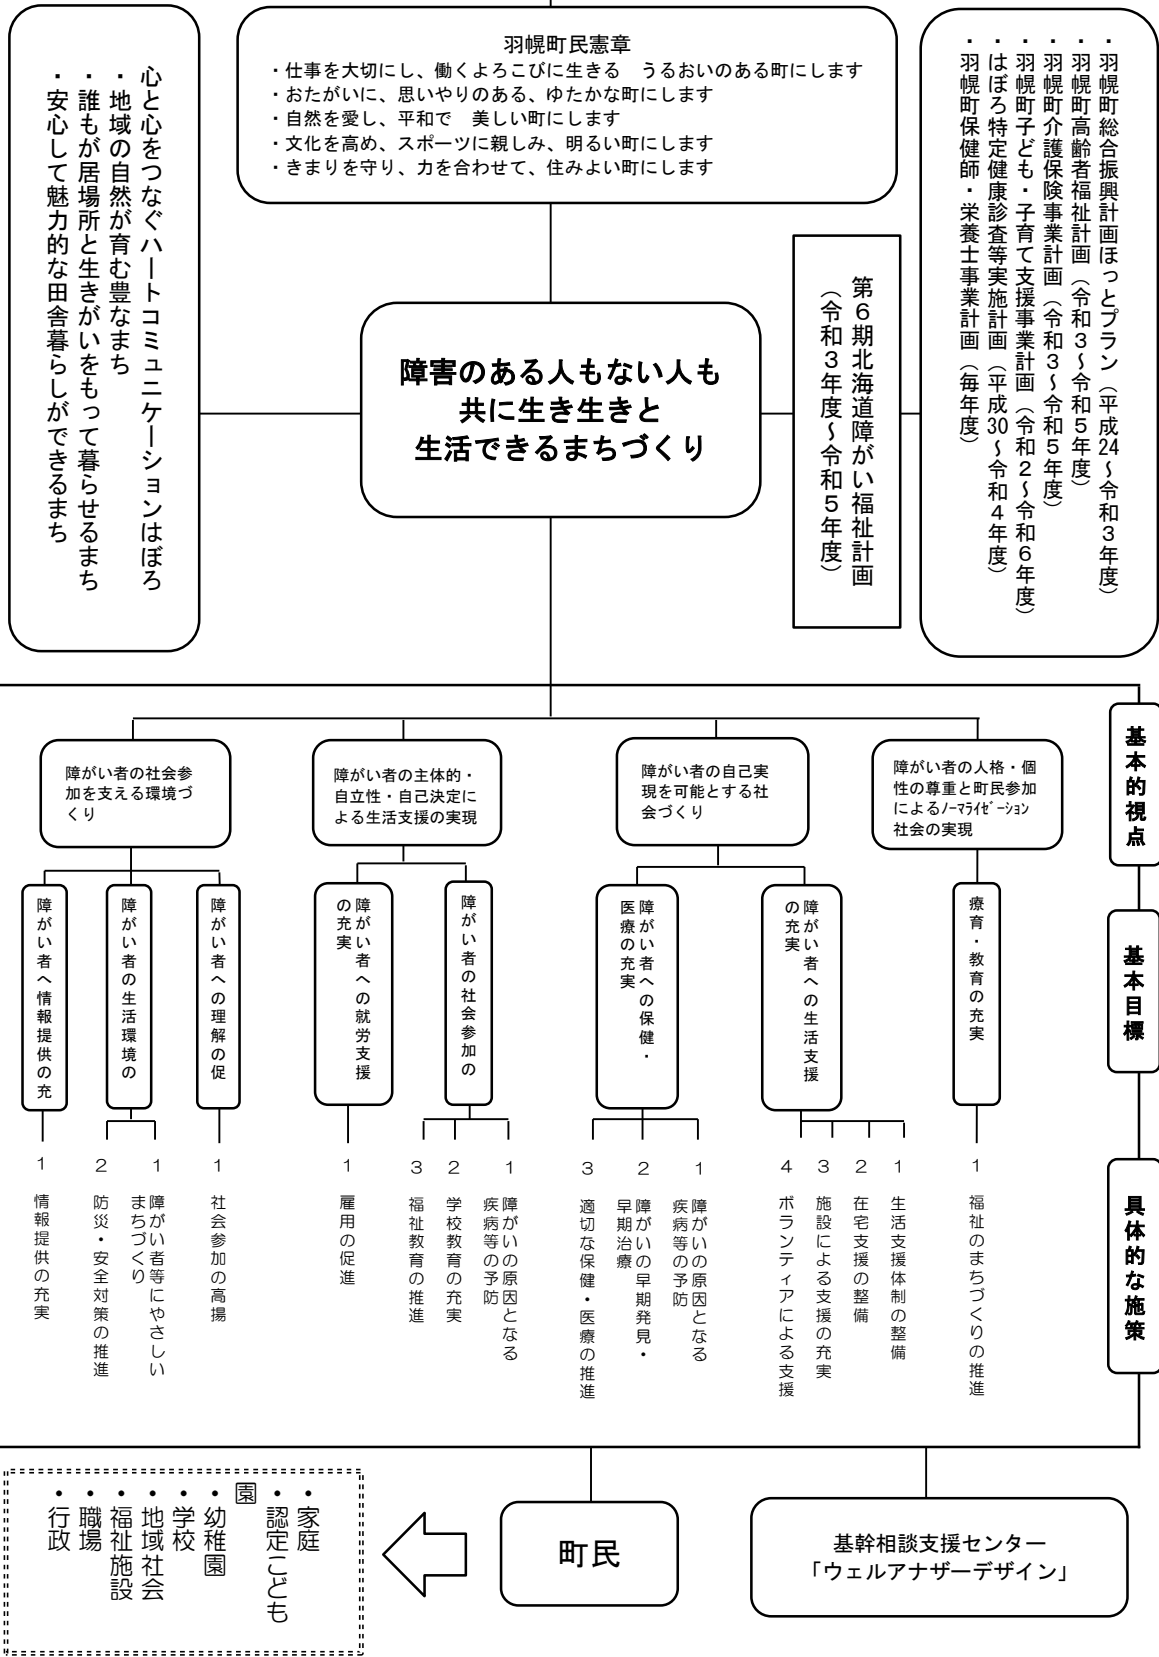 羽幌町民憲章
・仕事を大切にし、働くよろこびに生きる　うるおいのある町にします
・おたがいに、思いやりのある、ゆたかな町にします
・自然を愛し、平和で　美しい町にします
・文化を高め、スポーツに親しみ、明るい町にします
・きまりを守り、力を合わせて、住みよい町にします
・羽幌町総合振興計画ほっとプラン（平成24～令和３年度）
・羽幌町高齢者福祉計画（令和３～令和５年度）
・羽幌町介護保険事業計画（令和３～令和５年度）
・羽幌町子ども・子育て支援事業計画（令和２～令和６年度）
・はぼろ特定健康診査等実施計画（平成30～令和４年度）
・羽幌町保健師・栄養士事業計画（毎年度）
第６期北海道障がい福祉計画
（令和３年度～令和５年度）
障害のある人もない人も
共に生き生きと
生活できるまちづくり
心と心をつなぐハートコミュニケーションはぼろ
・地域の自然が育む豊なまち
・誰もが居場所と生きがいをもって暮らせるまち
・安心して魅力的な田舎暮らしができるまち
基本的視点
障がい者の人格・個
性の尊重と町民参加
によるﾉｰﾏﾗｲｾﾞｰｼｮﾝ
社会の実現
障がい者の自己実
現を可能とする社
会づくり
障がい者の主体的・
自立性・自己決定に
よる生活支援の実現
障がい者の社会参
加を支える環境づ
くり
基本目標
療育・教育の充実
障がい者への生活支援
の充実
障がい者への保健・
医療の充実
障がい者の社会参加の
障がい者への就労支援
の充実
障がい者への理解の促
障がい者の生活環境の
障がい者へ情報提供の充
具体的な施策
１　福祉のまちづくりの推進
１　生活支援体制の整備
２　在宅支援の整備
３　施設による支援の充実
４　ボランティアによる支援
１　障がいの原因となる
疾病等の予防
２　障がいの早期発見・
早期治療
３　適切な保健・医療の推進
１　障がいの原因となる
疾病等の予防
２　学校教育の充実
３　福祉教育の推進
１　雇用の促進
１　社会参加の高揚
１　障がい者等にやさしい
まちづくり
２　防災・安全対策の推進
１　情報提供の充実
基幹相談支援センター
「ウェルアナザーデザイン」
町民
・家庭
・認定こども
園
・幼稚園
・学校
・地域社会
・福祉施設
・職場
・行政